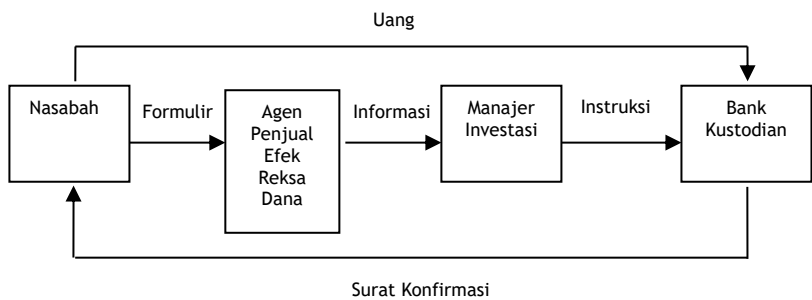 Uang
Nasabah
Formulir
Agen
Penjual
Efek
Reksa
Dana
Informasi
Manajer
Investasi
Instruksi
Bank
Kustodian
Surat Konfirmasi